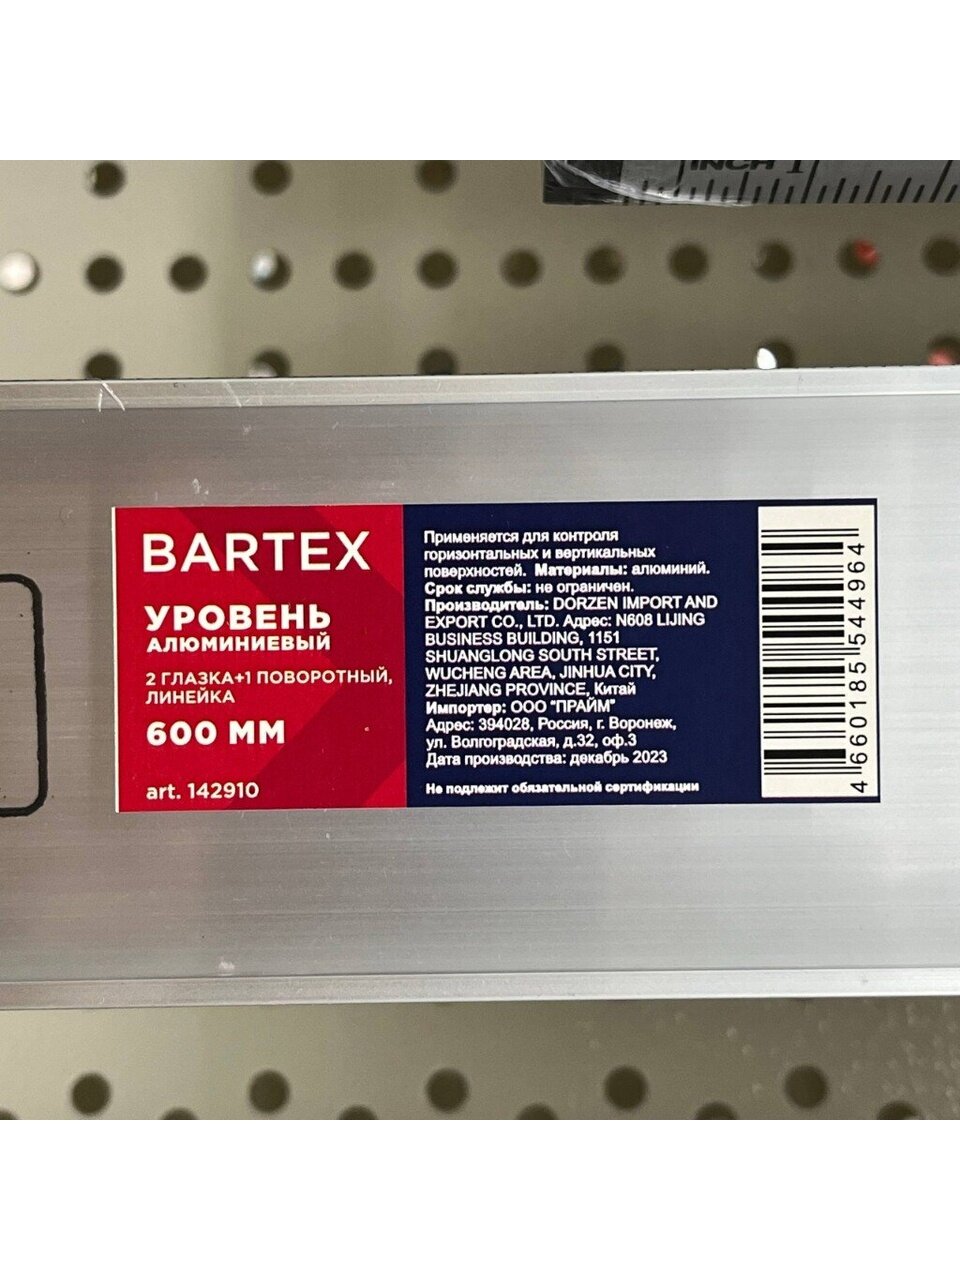 INCH 1
BARTEX
УРОВЕНЬ
АЛЮМИНИЕВЫЙ
2 ГЛАЗКА+1 ПОВОРОТНЫЙ,
ЛИНЕЙКА
600 ММ
art. 142910
Применяется для контроля
горизонтальных и вертикальных
поверхностей. Материалы: алюминий.
Срок службы: не ограничен.
Производитель: DORZEN IMPORT AND
EXPORT CO., LTD. Адрес: N608 LIJING
BUSINESS BUILDING, 1151
SHUANGLONG SOUTH STREET,
WUCHENG AREA, JINHUA CITY,
ZHEJIANG PROVINCE, Китай
Импортер: ООО "ПРАЙМ"
Адрес: 394028, Россия, г. Воронеж,
ул. Волгоградская, д.32, оф.3
Дата производства: декабрь 2023
Не подлежит обязательной сертификации
4 660185 544964